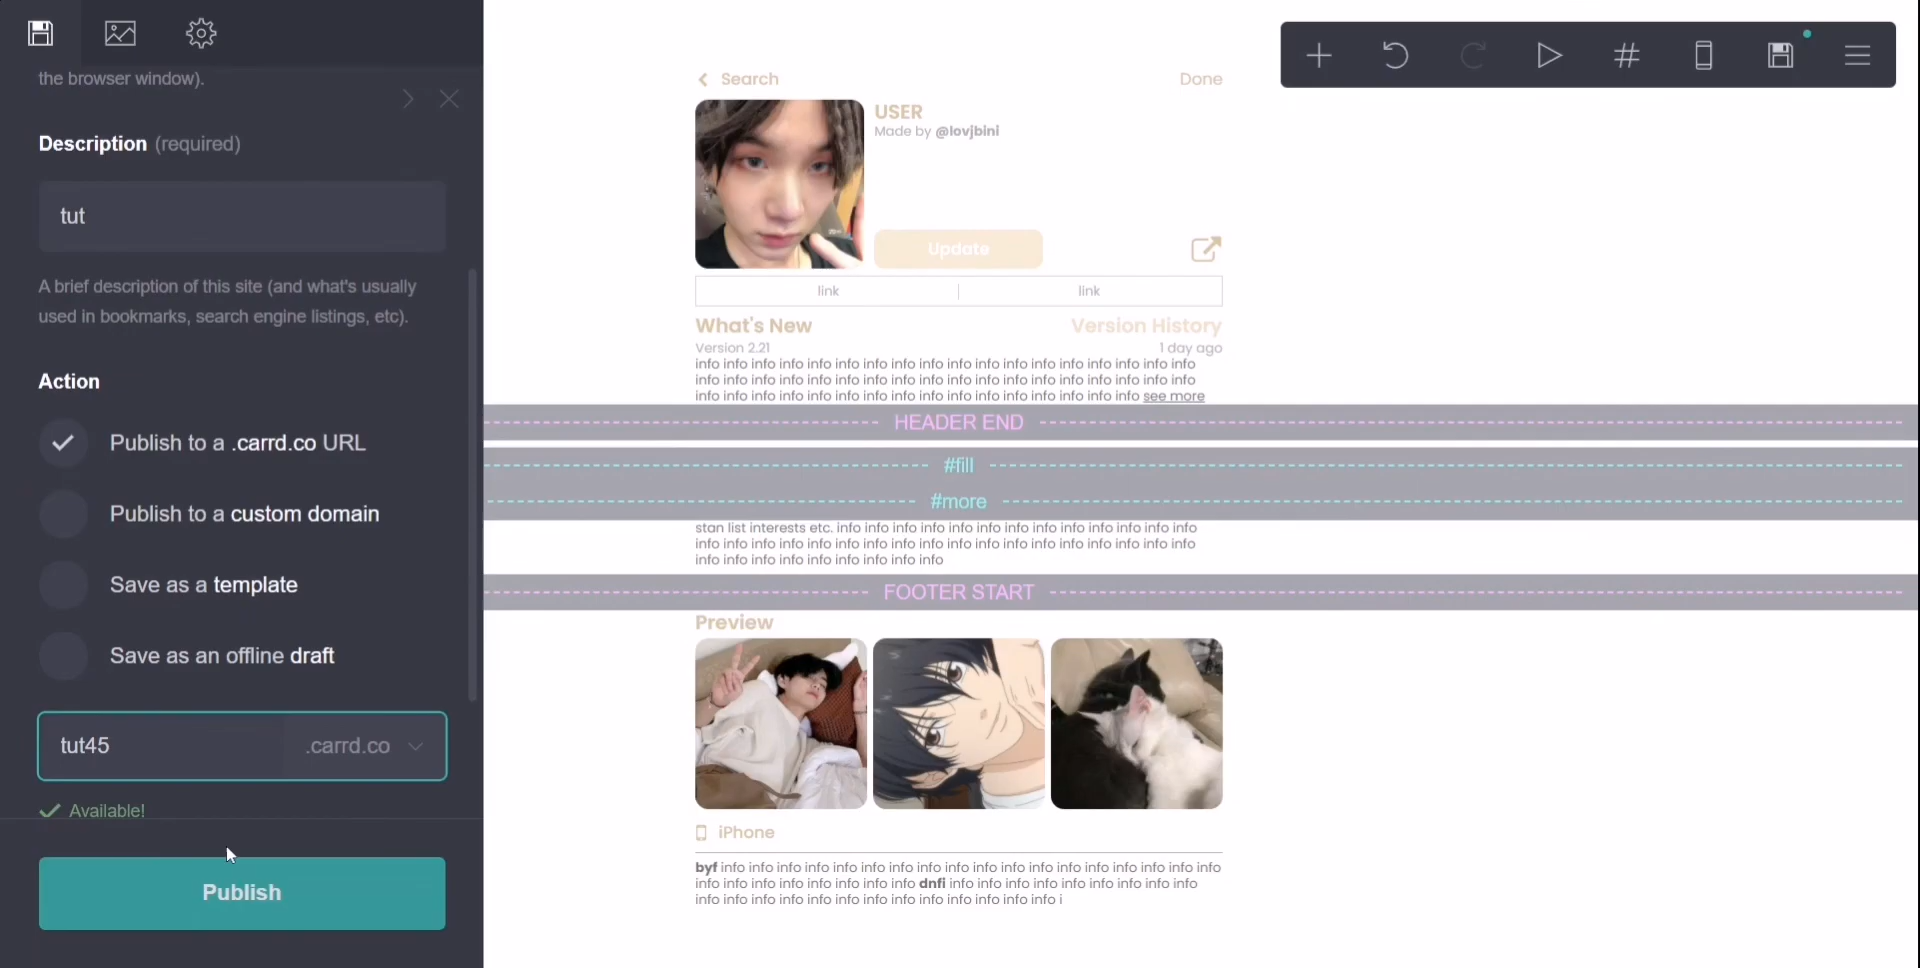 the browser window).
Description (required)
tut
A brief description of this site (and what's usually
used in bookmarks, search engine listings, etc).
Action
Publish to a .carrd.co URL
Publish to a custom domain
Save as a template
Save as an offline draft
tut45 .carrd.co
Available!
Publish
Search Done
USER
Made by @lovjbini
Update
link link
What's New Version History
Version 2.21 1 day ago
info info info info info info info info info info info info info info info info info info
info info info info info info info info info info info info info info info info info info
info info info info info info info info info info info info info info info info see more
HEADER END
#fill
#more
stan list interests etc. info info info info info info info info info info info info info
info info info info info info info info info info info info info info info info info info
info info info info info info info info info
FOOTER START
Preview
iPhone
byf info info info info info info info info info info info info info info info info info info
info info info info info info info info dnfi info info info info info info info info info
info info info info info info info info info info info info info i